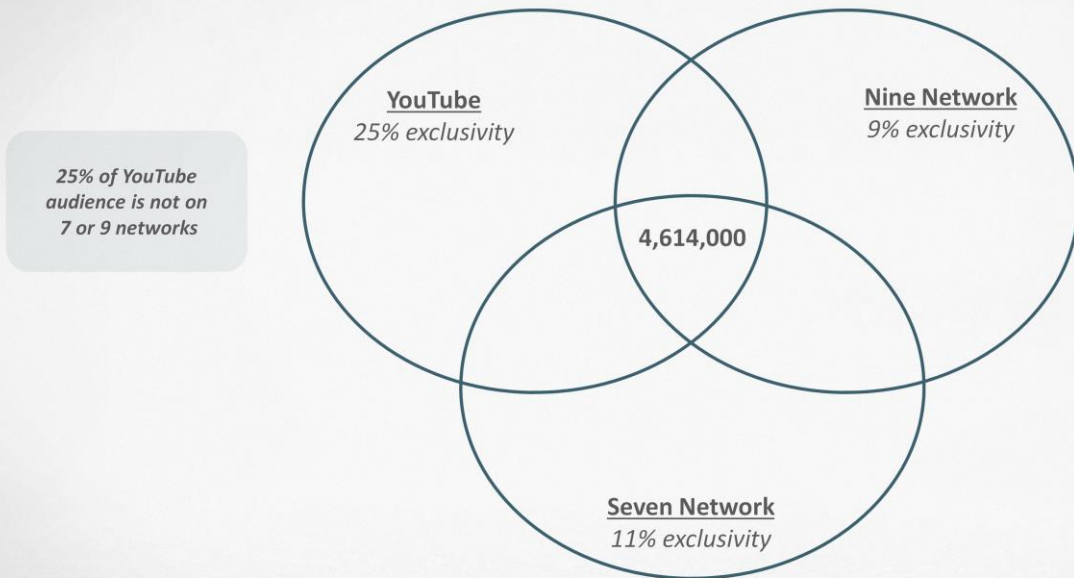 YouTube
25% exclusivity
Nine Network
9% exclusivity
25% of YouTube
audience is not on
7 or 9 networks
4,614,000
Seven Network
11% exclusivity